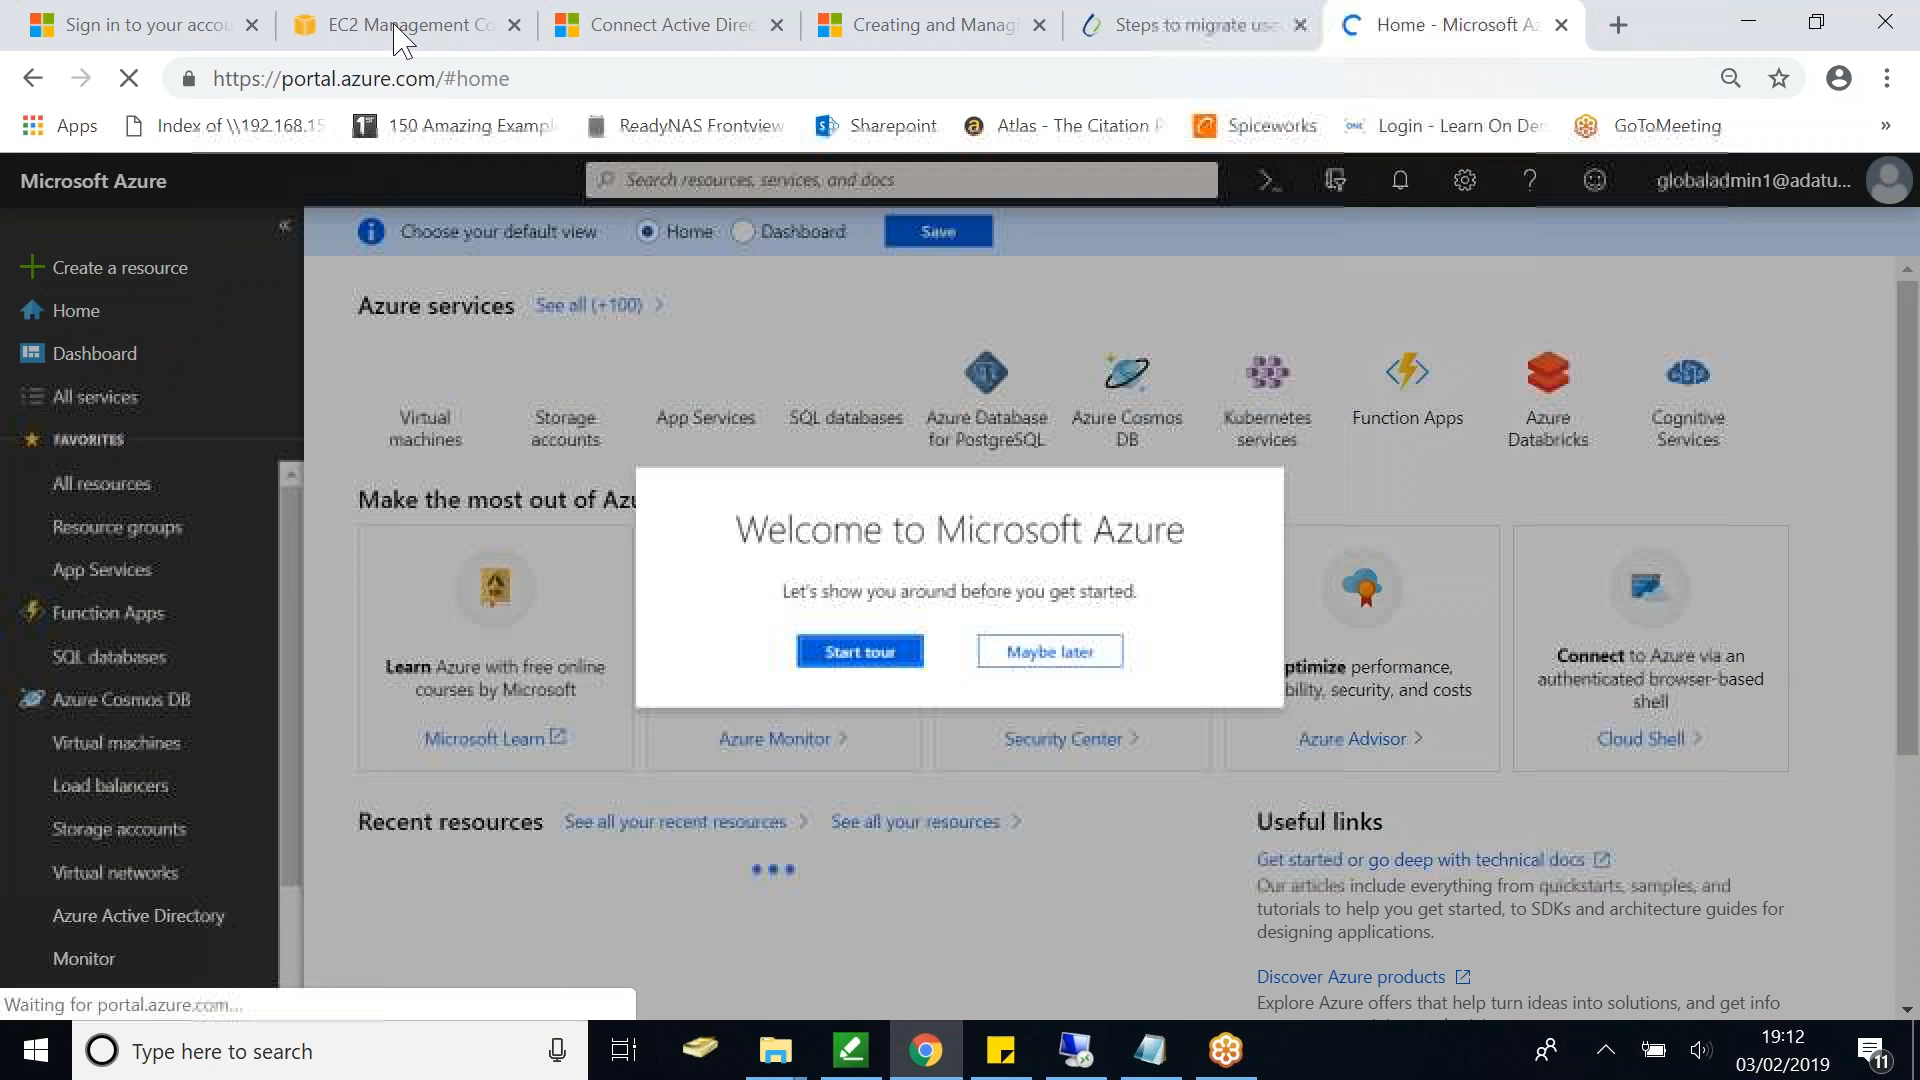 Sign in to your accou
EC2 Management Co
Connect Active Direc
Creating and Managi
Steps to migrate use
Home - Microsoft Az
https://portal.azure.com/#home
Apps
Index of \\192.168.15
150 Amazing Exampl
ReadyNAS Frontview
Sharepoint
Atlas - The Citation P
Spiceworks
Login - Learn On Dem
GoToMeeting
»
Microsoft Azure
Search resources, services, and docs
globaladmin1@adatu...
Choose your default view
Home
Dashboard
Save
Create a resource
Home
Dashboard
All services
FAVORITES
All resources
Resource groups
App Services
Function Apps
SQL databases
Azure Cosmos DB
Virtual machines
Load balancers
Storage accounts
Virtual networks
Azure Active Directory
Monitor
Azure services
See all (+100)
Virtual
machines
Storage
accounts
App Services
SQL databases
Azure Database
for PostgreSQL
Azure Cosmos
DB
Kubernetes
services
Function Apps
Azure
Databricks
Cognitive
Services
Make the most out of Azu
Welcome to Microsoft Azure
Let's show you around before you get started.
Start tour
Maybe later
Learn Azure with free online
courses by Microsoft
Microsoft Learn
Azure Monitor
Security Center
ptimize performance,
bility, security, and costs
Azure Advisor
Connect to Azure via an
authenticated browser-based
shell
Cloud Shell
Recent resources
See all your recent resources
See all your resources
Useful links
Get started or go deep with technical docs
Our articles include everything from quickstarts, samples, and
tutorials to help you get started, to SDKs and architecture guides for
designing applications.
Discover Azure products
Explore Azure offers that help turn ideas into solutions, and get info
Waiting for portal.azure.com...
Type here to search
19:12
03/02/2019
11